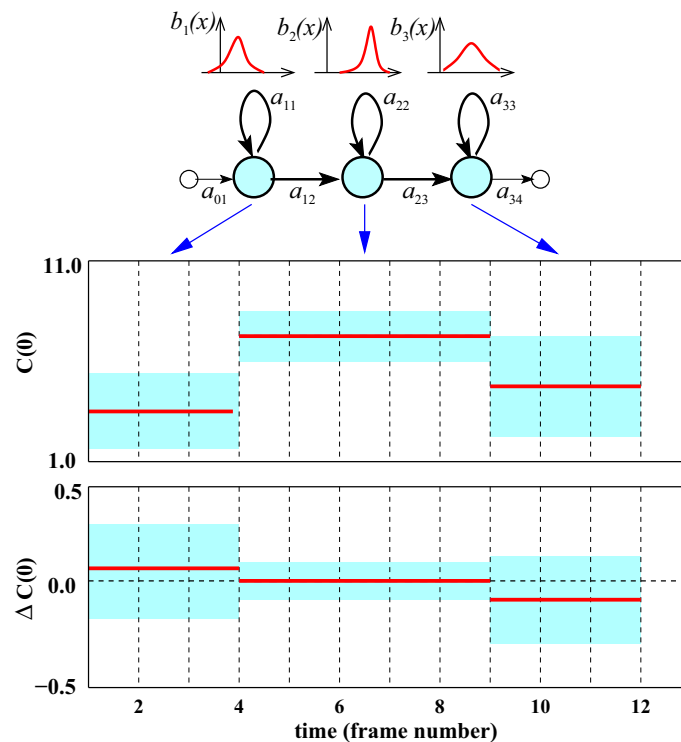 b₁(x) b₂(x) b₃(x)
a₁₁ a₂₂ a₃₃
a₀₁ a₁₂ a₂₃ a₃₄
11.0
C(0)
1.0
0.5
0.0
Δ C(0)
−0.5
2 4 6 8 10 12
time (frame number)